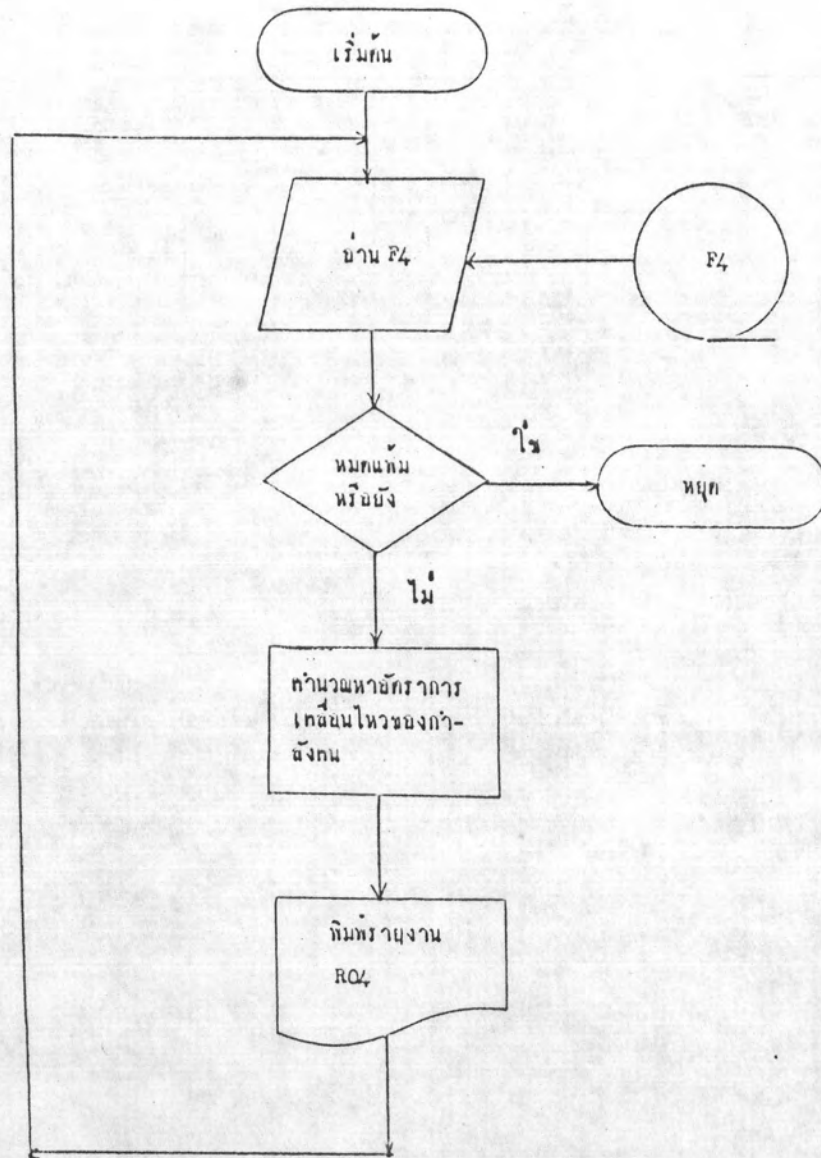 เริ่มต้น
อ่าน F4
F4
หมดแฟ้ม
หรือยัง
ใช่
หยุด
ไม่
คำนวณหาอัตราการ
เคลื่อนไหวของกำ-
ลังคน
พิมพ์รายงาน
R04